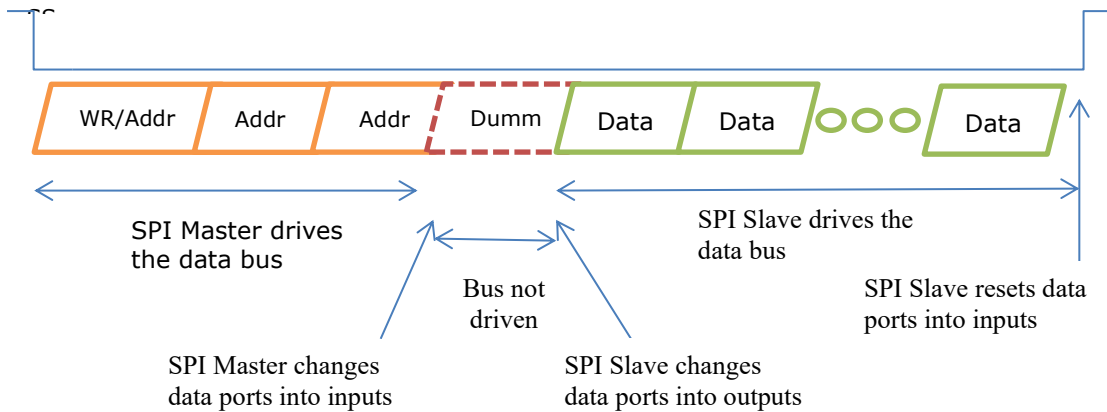 WR/Addr Addr Addr Dumm Data Data Data
SPI Master drives
the data bus
SPI Slave drives the
data bus
Bus not
driven
SPI Slave resets data
ports into inputs
SPI Master changes
data ports into inputs
SPI Slave changes
data ports into outputs